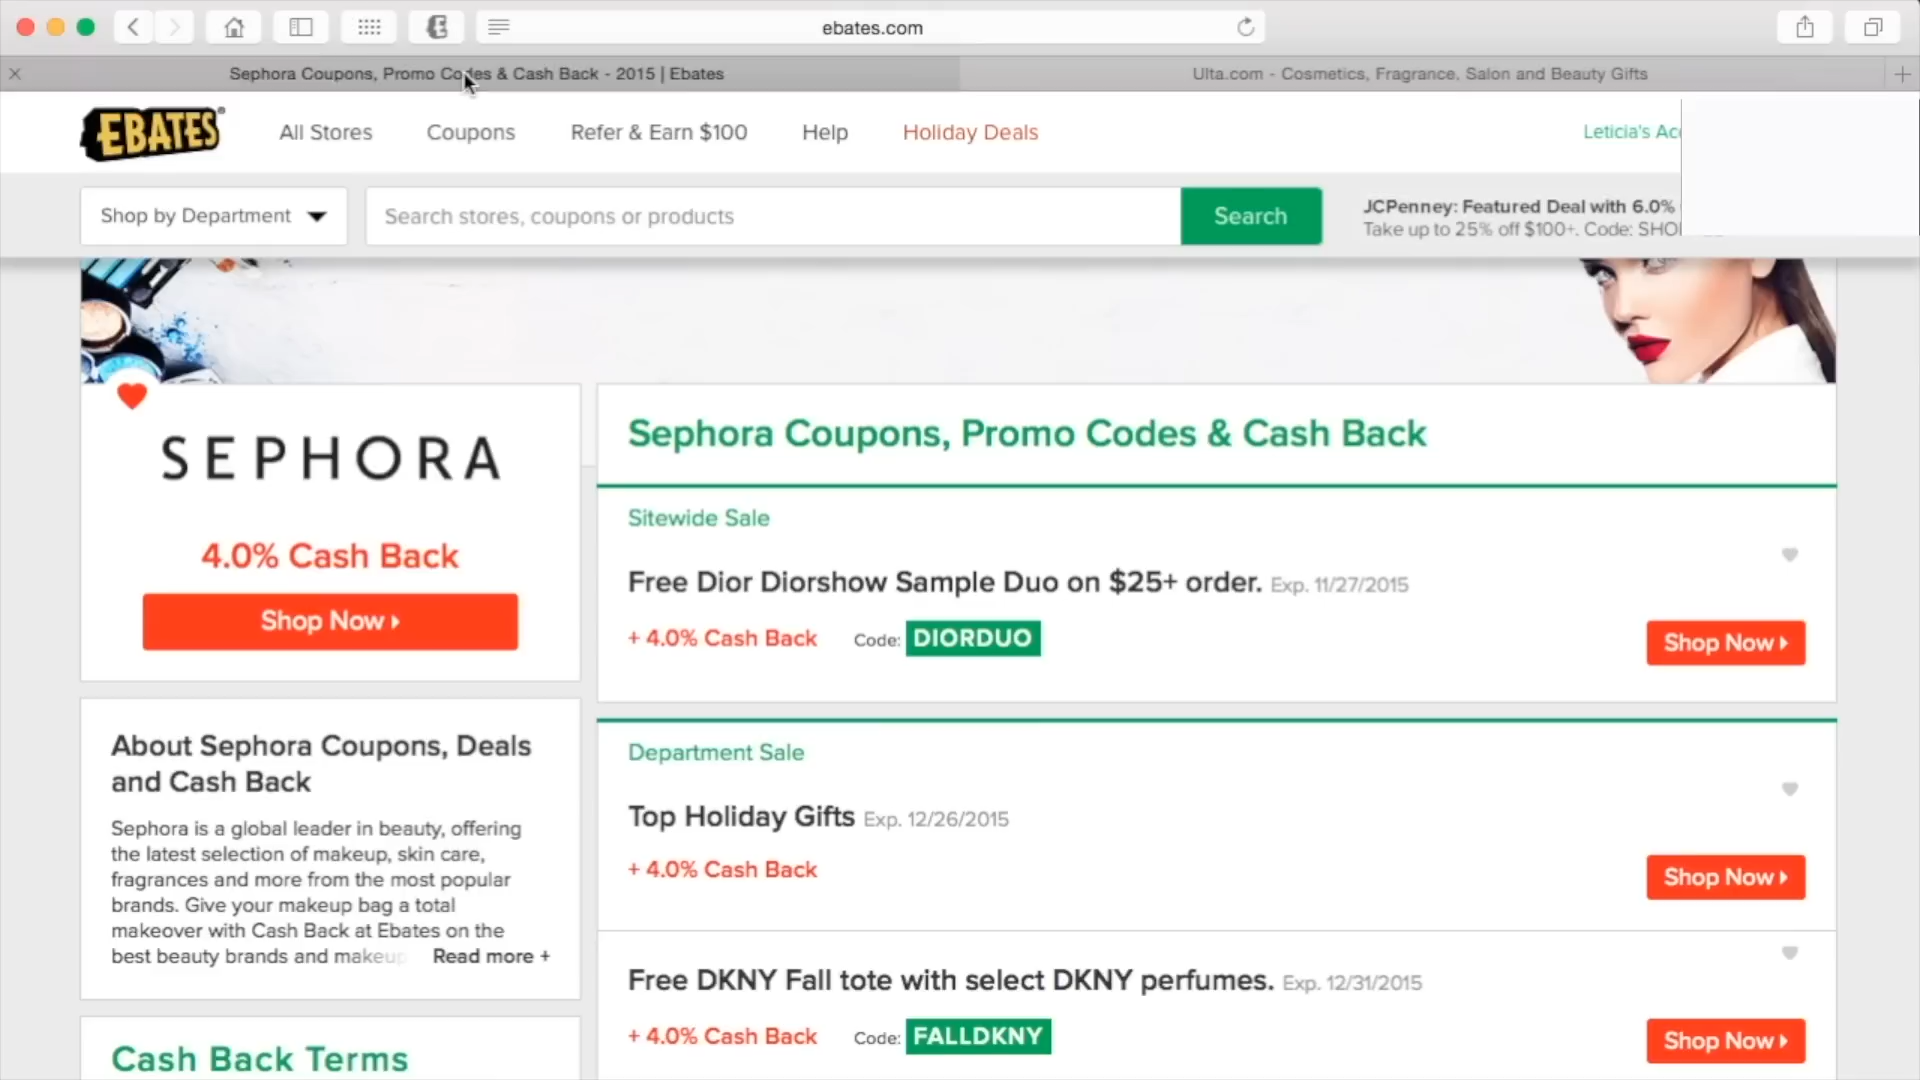 ebates.com
Sephora Coupons, Promo Codes & Cash Back - 2015 | Ebates
Ulta.com - Cosmetics, Fragrance, Salon and Beauty Gifts
EBATES
All Stores
Coupons
Refer & Earn $100
Help
Holiday Deals
Leticia's
Shop by Department
Search stores, coupons or products
Search
JCPenney: Featured Deal with 6.0%
Take up to 25% off $100+. Code:
SEPHORA
4.0% Cash Back
Shop Now
About Sephora Coupons, Deals
and Cash Back
Sephora is a global leader in beauty, offering
the latest selection of makeup, skin care,
fragrances and more from the most popular
brands. Give your makeup bag a total
makeover with Cash Back at Ebates on the
best beauty brands and makeup
Read more +
Cash Back Terms
Sephora Coupons, Promo Codes & Cash Back
Sitewide Sale
Free Dior Diorshow Sample Duo on $25+ order. Exp. 11/27/2015
+ 4.0% Cash Back Code: DIORDUO
Shop Now
Department Sale
Top Holiday Gifts Exp. 12/26/2015
+ 4.0% Cash Back
Shop Now
Free DKNY Fall tote with select DKNY perfumes. Exp. 12/31/2015
+ 4.0% Cash Back Code: FALLDKNY
Shop Now